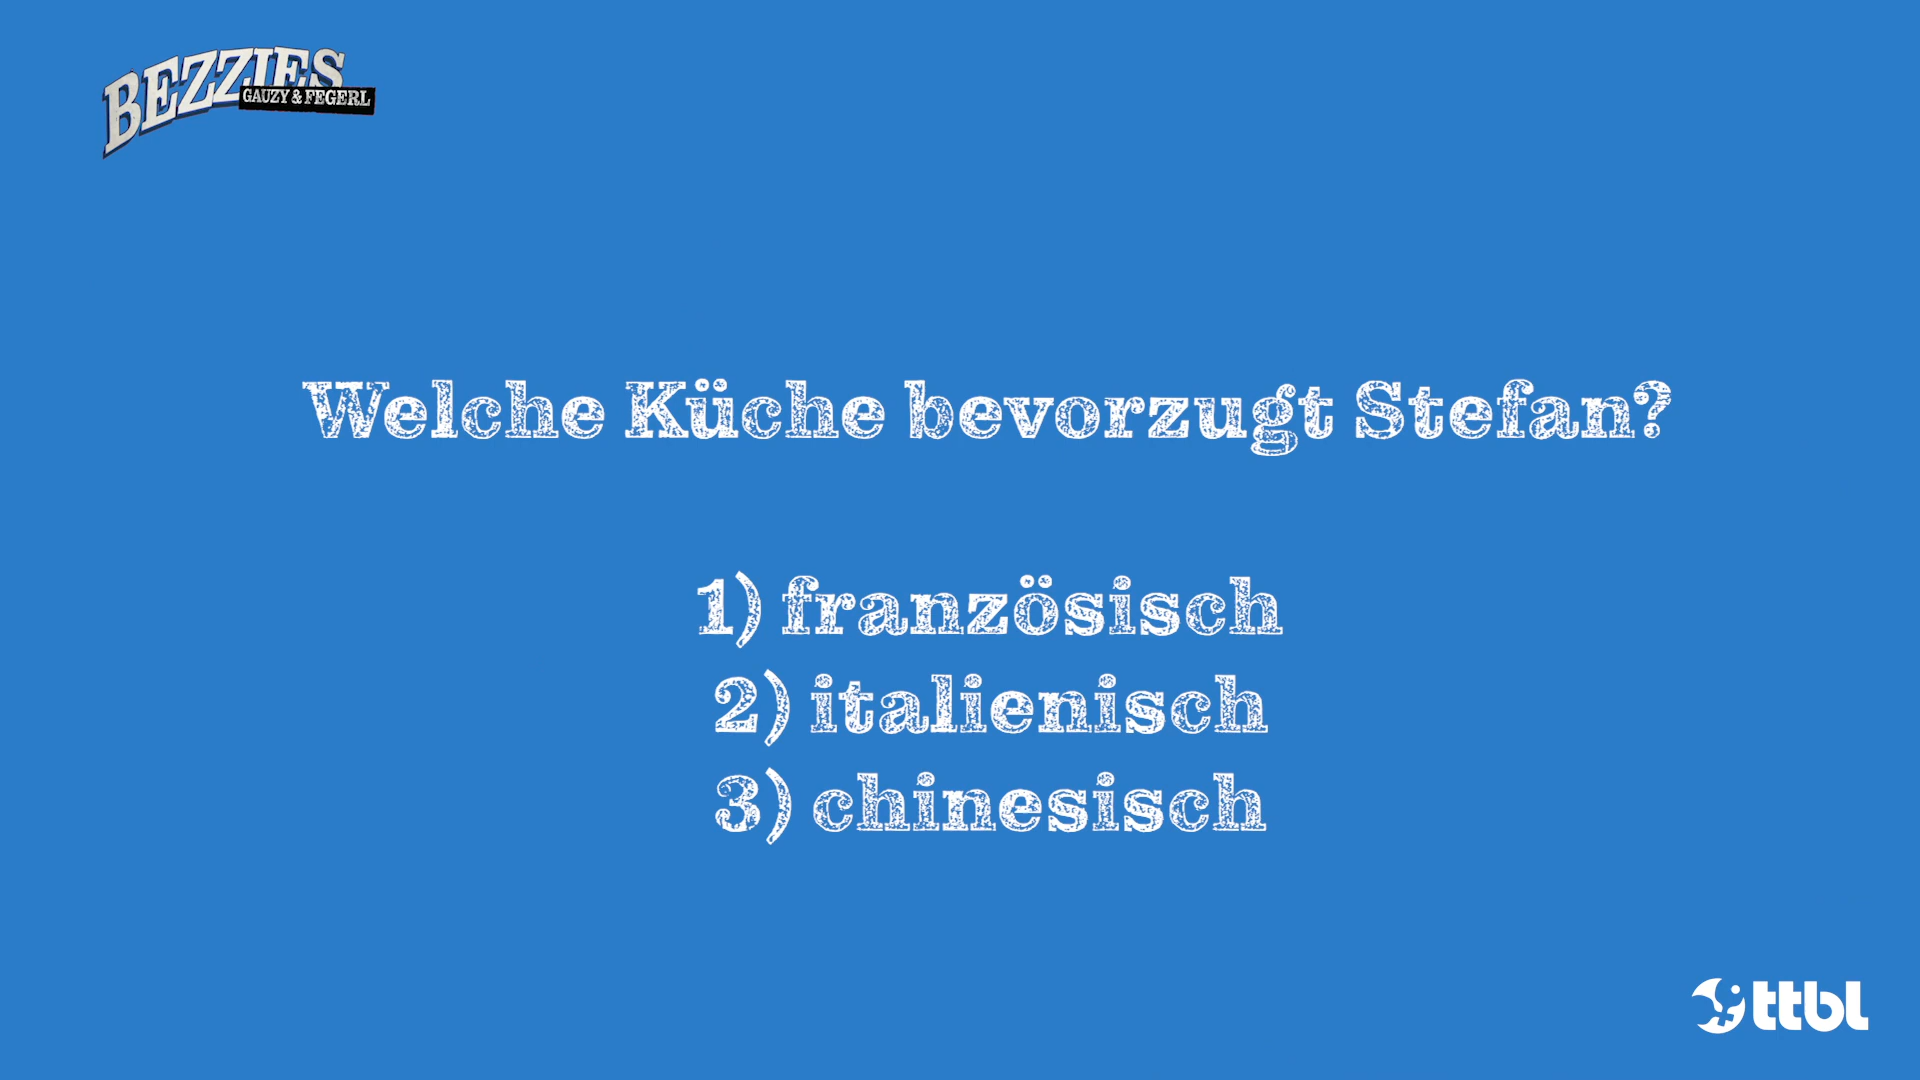 BEZZIES
GAUZY & FEGERL
Welche Küche bevorzugt Stefan?
1) französisch
2) italienisch
3) chinesisch
ttbl